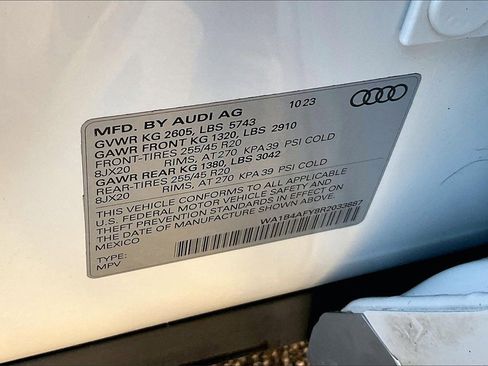 MFD. BY AUDI AG 10.23
GVWR KG 2605, LBS 5743
GAWR FRONT KG 1320, LBS 2910
FRONT-TIRES 255/45 R20
8JX20 RIMS, AT 270 KPA 39 PSI COLD
GAWR REAR KG 1380, LBS 3042
REAR-TIRES 255/45 R20
8JX20 RIMS, AT 270 KPA 39 PSI COLD
THIS VEHICLE CONFORMS TO ALL APPLICABLE
U.S. FEDERAL MOTOR VEHICLE SAFETY AND
THEFT PREVENTION STANDARDS IN EFFECT ON
THE DATE OF MANUFACTURE SHOWN ABOVE.
MEXICO
WA1B4AFY8R2033887
TYPE:
MPV